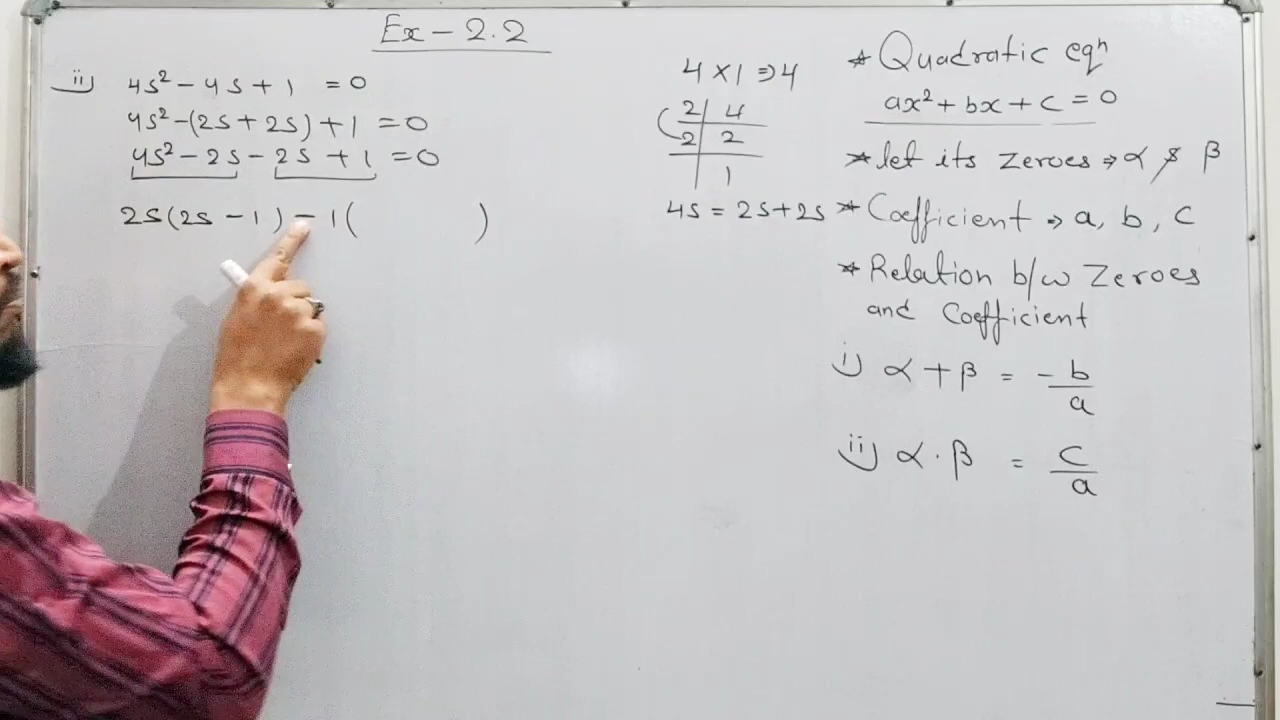 Ex - 2.2
ii) 4s² - 4s + 1 = 0
4s² - (2s + 2s) + 1 = 0
4s² - 2s - 2s + 1 = 0
2s(2s - 1) - 1( )
4 × 1 ⇒ 4
2 | 4
2 | 2
1
4s = 2s + 2s
* Quadratic eqⁿ
ax² + bx + c = 0
* let its zeroes ⇒ α & β
* Coefficient ⇒ a, b, c
* Relation b/w Zeroes
and Coefficient
i) α + β = - b/a
ii) α · β = c/a